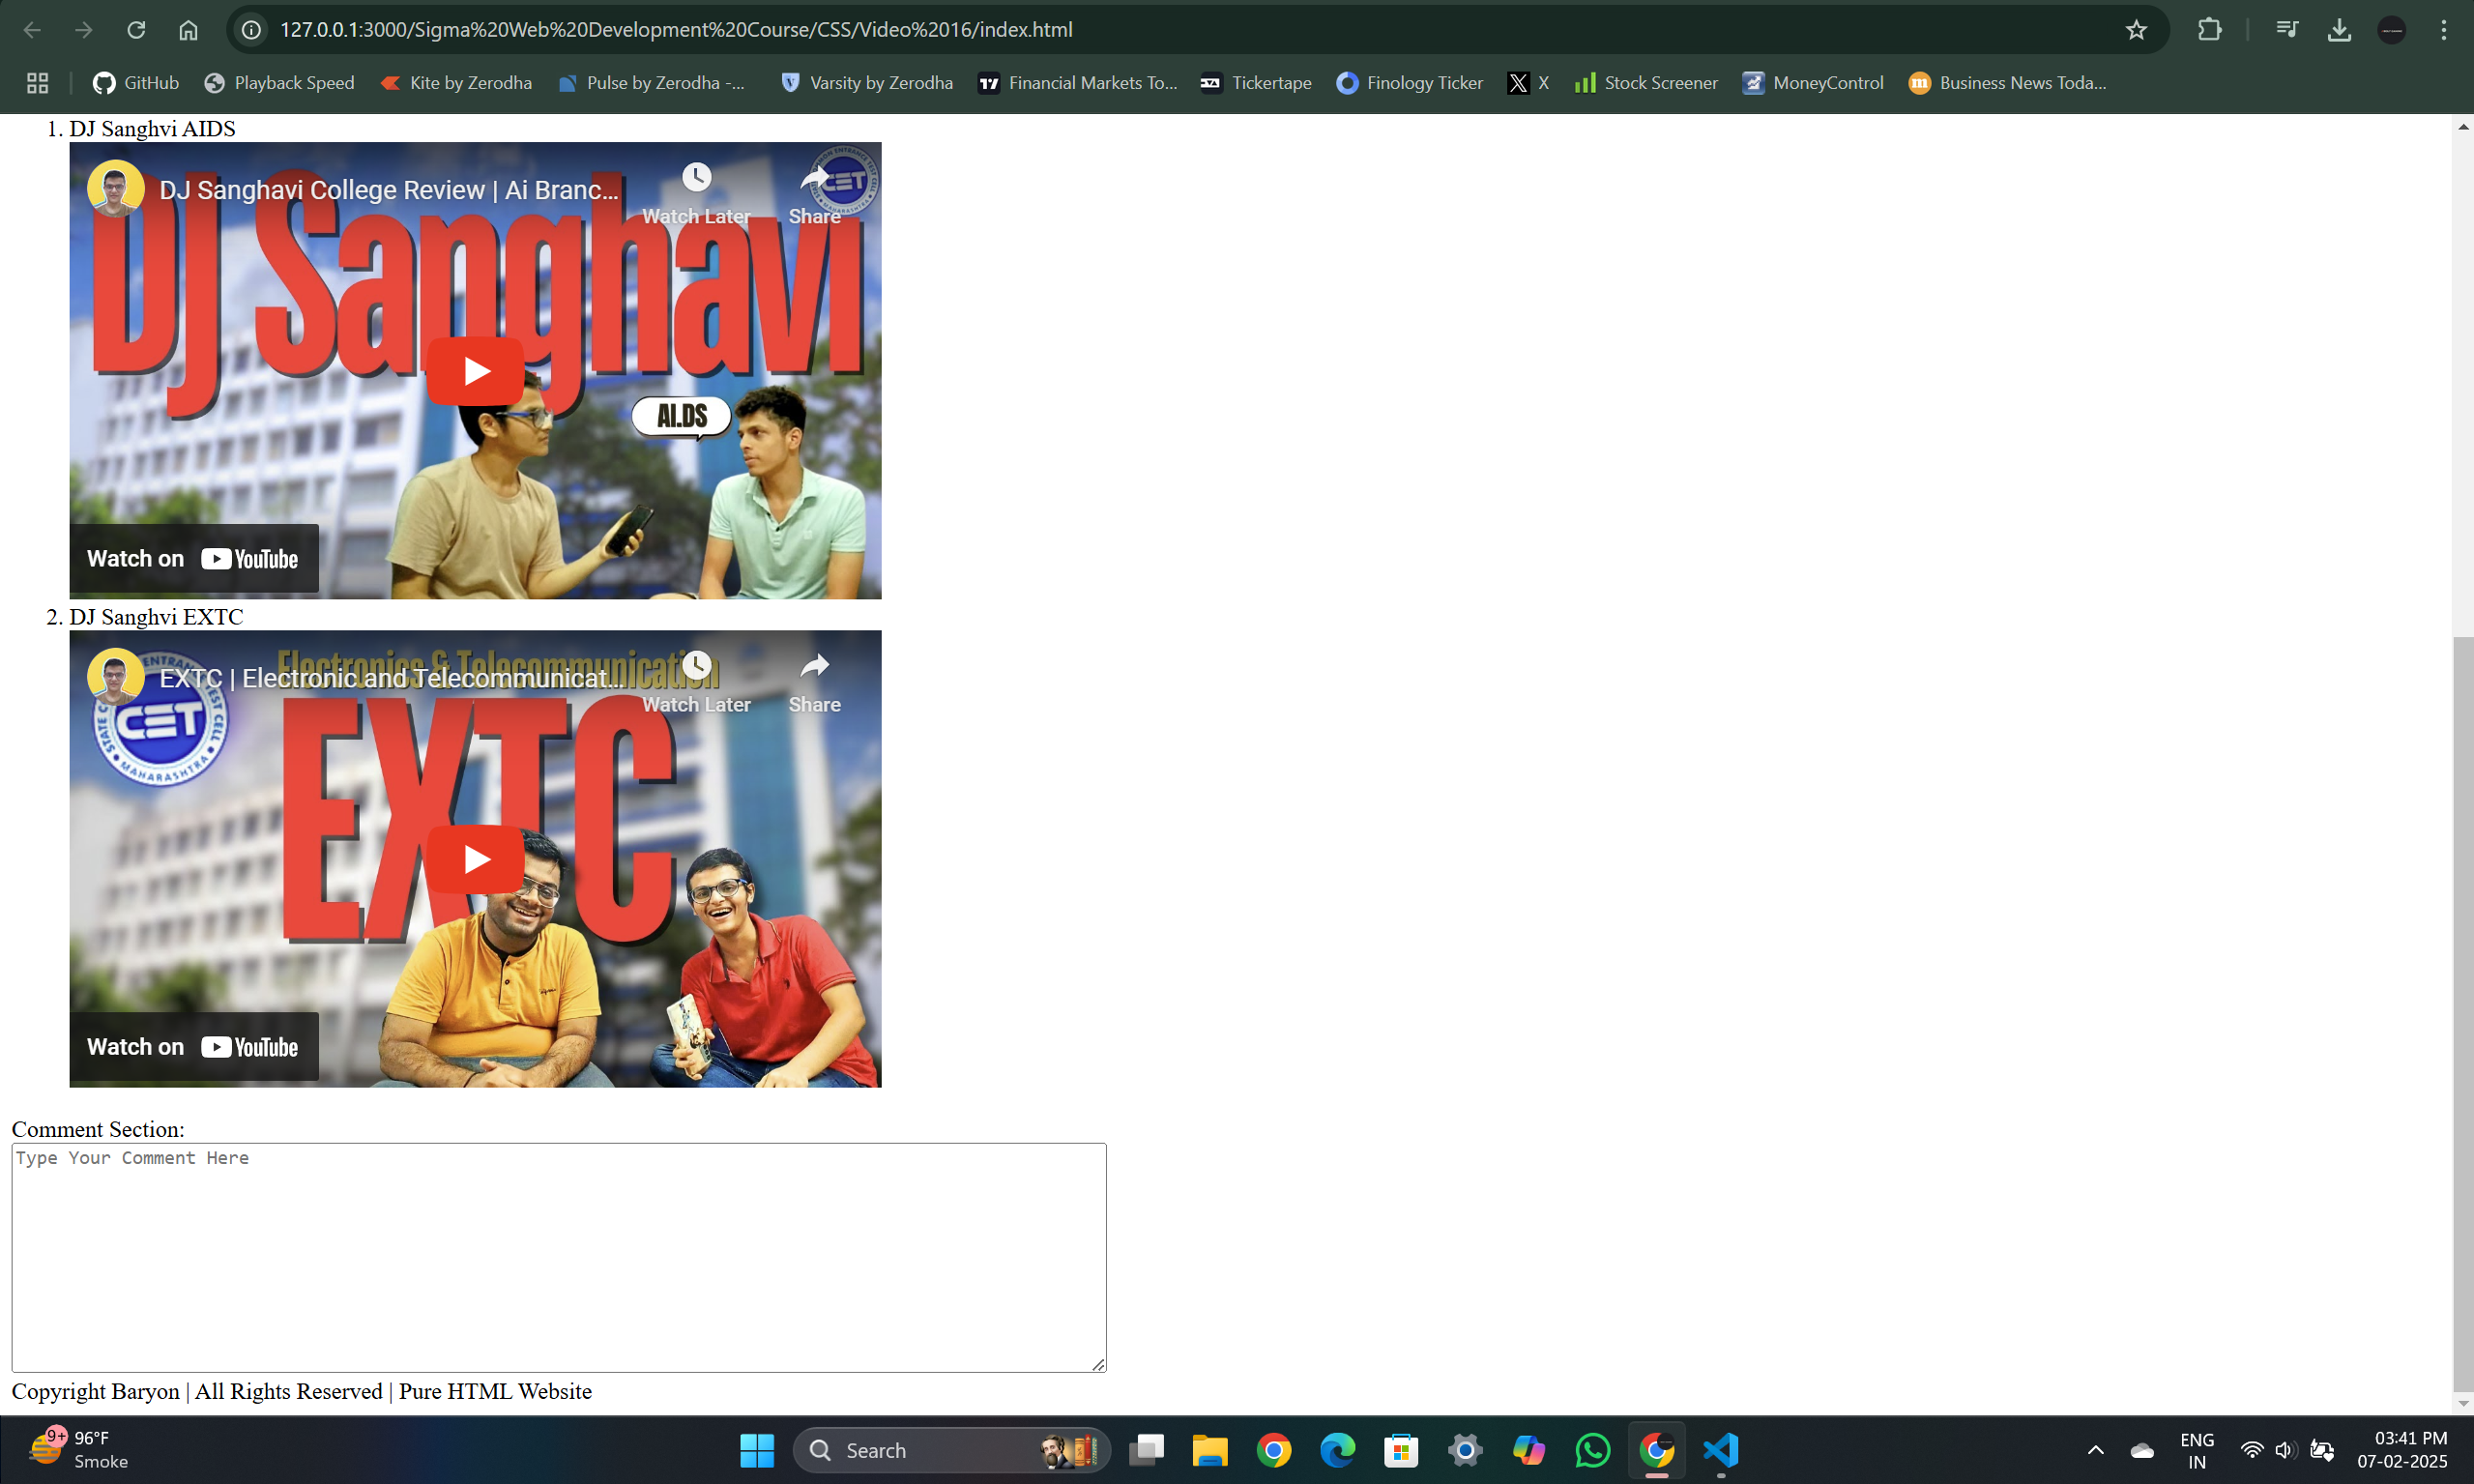 127.0.0.1:3000/Sigma%20Web%20Development%20Course/CSS/Video%2016/index.html
GitHub Playback Speed Kite by Zerodha Pulse by Zerodha -... Varsity by Zerodha Financial Markets To... Tickertape Finology Ticker X Stock Screener MoneyControl Business News Toda...
1. DJ Sanghvi AIDS
DJ Sanghavi College Review | Ai Branc...
Watch Later Share
CET
DJ Sanghavi
AI.DS
Watch on YouTube
2. DJ Sanghvi EXTC
Electronics & Telecommunication
EXTC | Electronic and Telecommunicat...
Watch Later Share
CET
MAHARASHTRA
EXTC
Watch on YouTube
Comment Section:
Type Your Comment Here
Copyright Baryon | All Rights Reserved | Pure HTML Website
9+ 96°F
Smoke
Search
ENG
IN
03:41 PM
07-02-2025